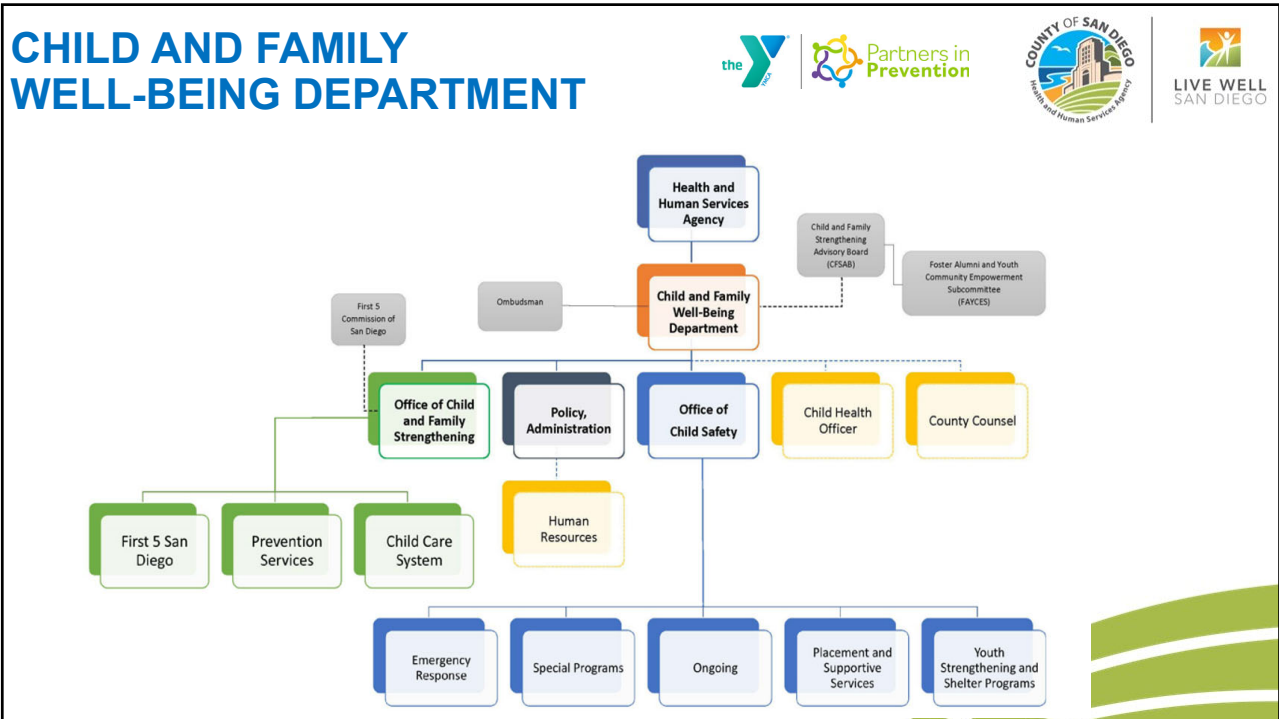 CHILD AND FAMILY
WELL-BEING DEPARTMENT
the
YMCA
Partners in
Prevention
COUNTY OF SAN DIEGO
Health and Human Services Agency
LIVE WELL
SAN DIEGO
Health and
Human Services
Agency
Child and Family
Strengthening
Advisory Board
(CFSAB)
Foster Alumni and Youth
Community Empowerment
Subcommittee
(FAYCES)
Ombudsman
Child and Family
Well-Being
Department
First 5
Commission of
San Diego
Office of Child
and Family
Strengthening
Policy,
Administration
Office of
Child Safety
Child Health
Officer
County Counsel
Human
Resources
First 5 San
Diego
Prevention
Services
Child Care
System
Emergency
Response
Special Programs
Ongoing
Placement and
Supportive
Services
Youth
Strengthening and
Shelter Programs